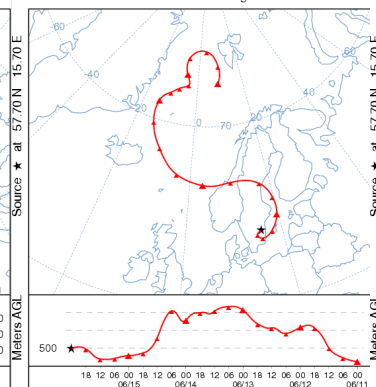 Source ★ at 57.70 N 15.70 E
Source ★ at 57.70 N 15.70 E
-60
-40
-20
0
70
20
40
60
Meters AGL
Meters AGL
500
18 12 06 00 18 12 06 00 18 12 06 00 18 12 06 00 18 12 06 00
06/15 06/14 06/13 06/12 06/11